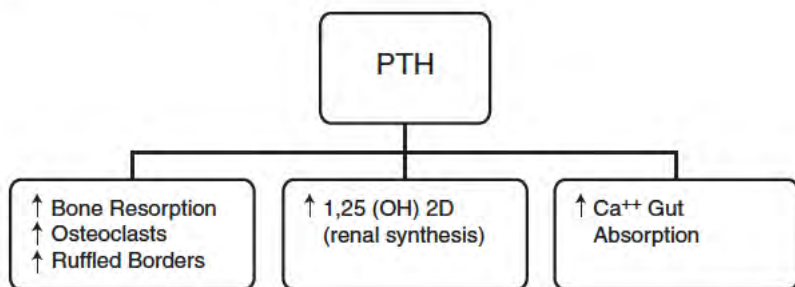 PTH
↑ Bone Resorption
↑ Osteoclasts
↑ Ruffled Borders
↑ 1,25 (OH) 2D
(renal synthesis)
↑ Ca⁺⁺ Gut
Absorption